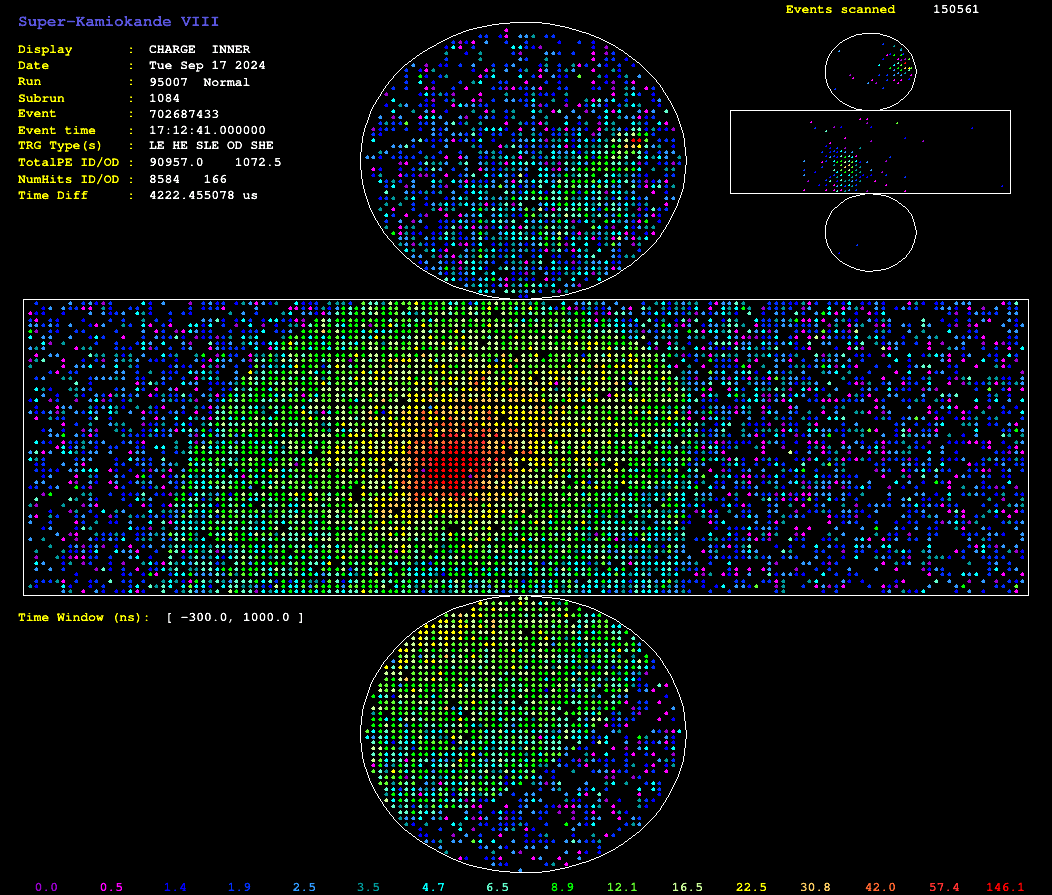 Super-Kamiokande VIII
Events scanned 150561
Display : CHARGE INNER
Date : Tue Sep 17 2024
Run : 95007 Normal
Subrun : 1084
Event : 702687433
Event time : 17:12:41.000000
TRG Type(s) : LE HE SLE OD SHE
TotalPE ID/OD : 90957.0 1072.5
NumHits ID/OD : 8584 166
Time Diff : 4222.455078 us
Time Window (ns): [ -300.0, 1000.0 ]
0.0 0.5 1.4 1.9 2.5 3.5 4.7 6.5 8.9 12.1 16.5 22.5 30.8 42.0 57.4 146.1